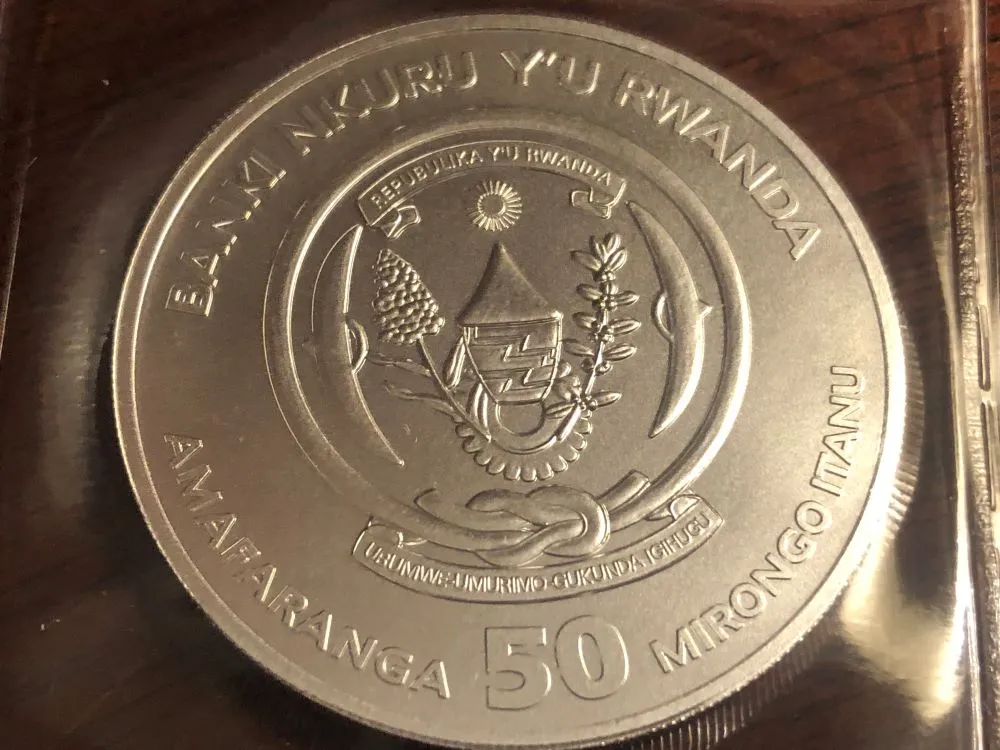 BANKI NKURU Y'U RWANDA
REPUBULIKA Y'U RWANDA
UBUMWE-UMURIMO-GUKUNDA IGIHUGU
AMAFARANGA 50 MIRONGO ITANU